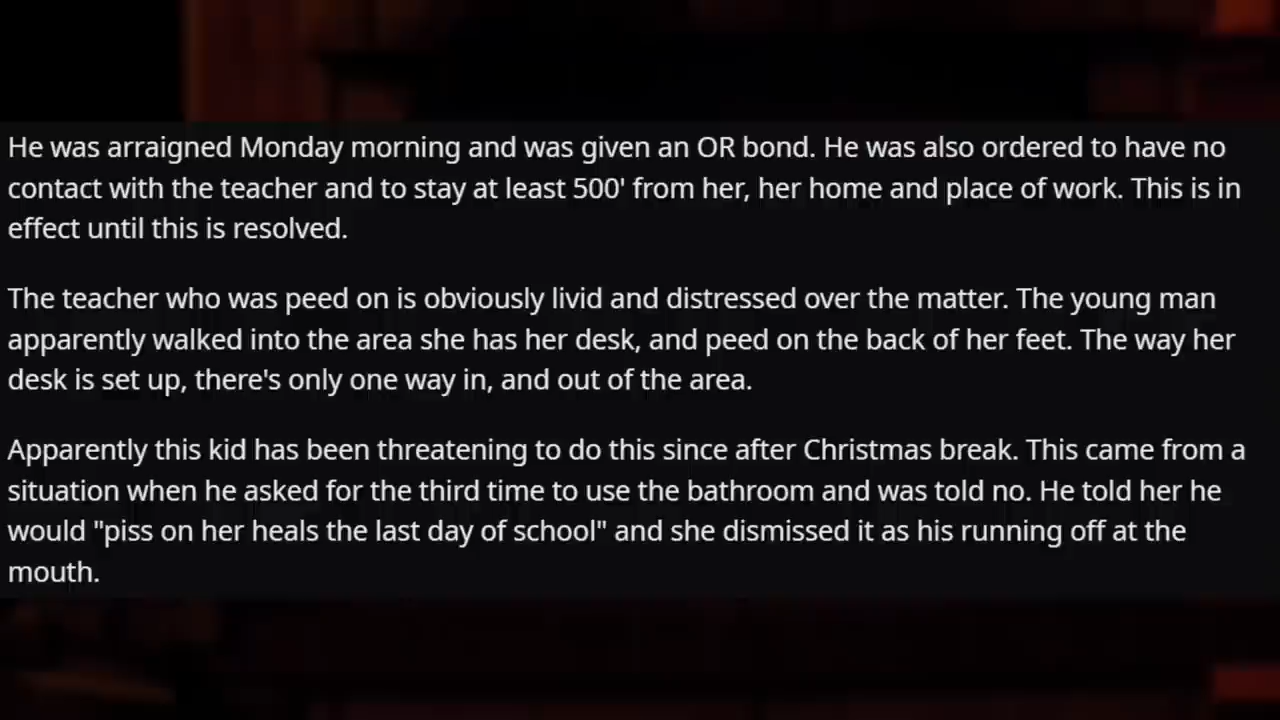 He was arraigned Monday morning and was given an OR bond. He was also ordered to have no
contact with the teacher and to stay at least 500' from her, her home and place of work. This is in
effect until this is resolved.
The teacher who was peed on is obviously livid and distressed over the matter. The young man
apparently walked into the area she has her desk, and peed on the back of her feet. The way her
desk is set up, there's only one way in, and out of the area.
Apparently this kid has been threatening to do this since after Christmas break. This came from a
situation when he asked for the third time to use the bathroom and was told no. He told her he
would "piss on her heals the last day of school" and she dismissed it as his running off at the
mouth.